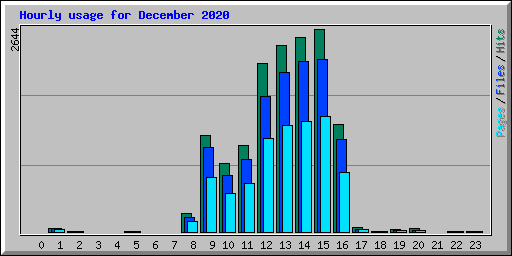 Hourly usage for December 2020
2644
Pages/Files/Hits
0 1 2 3 4 5 6 7 8 9 10 11 12 13 14 15 16 17 18 19 20 21 22 23